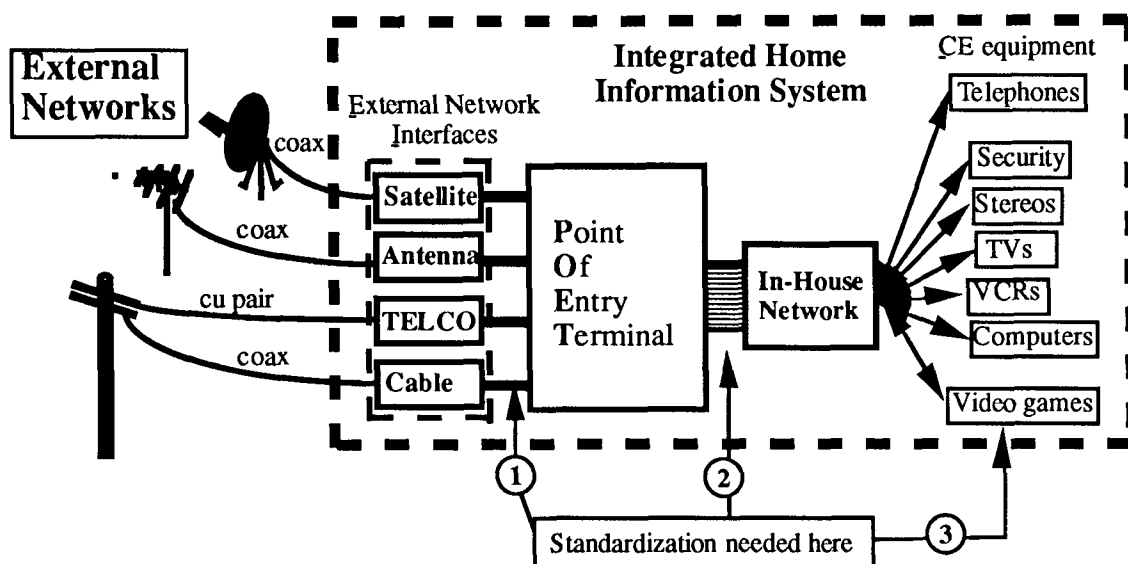 External
Networks
Integrated Home
Information System
CE equipment
External Network
Interfaces
coax
coax
cu pair
coax
Satellite
Antenna
TELCO
Cable
Point
Of
Entry
Terminal
In-House
Network
Telephones
Security
Stereos
TVs
VCRs
Computers
Video games
1
2
3
Standardization needed here